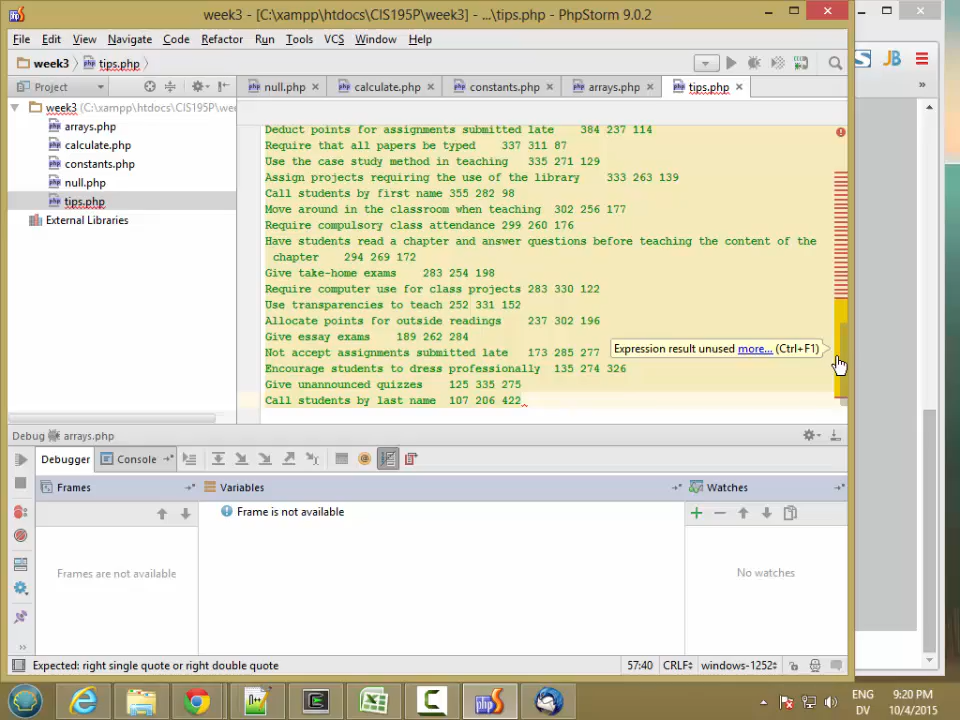 week3 - [C:\xampp\htdocs\CIS195P\week3] - ...\tips.php - PhpStorm 9.0.2
File Edit View Navigate Code Refactor Run Tools VCS Window Help
week3 tips.php
Project null.php calculate.php constants.php arrays.php tips.php
week3 (C:\xampp\htdocs\CIS195P\wee
arrays.php
calculate.php
constants.php
null.php
tips.php
External Libraries
Deduct points for assignments submitted late 384 237 114
Require that all papers be typed 337 311 87
Use the case study method in teaching 335 271 129
Assign projects requiring the use of the library 333 263 139
Call students by first name 355 282 98
Move around in the classroom when teaching 302 256 177
Require compulsory class attendance 299 260 176
Have students read a chapter and answer questions before teaching the content of the
chapter 294 269 172
Give take-home exams 283 254 198
Require computer use for class projects 283 330 122
Use transparencies to teach 252 331 152
Allocate points for outside readings 237 302 196
Give essay exams 189 262 284
Expression result unused more... (Ctrl+F1)
Not accept assignments submitted late 173 285 277
Encourage students to dress professionally 135 274 326
Give unannounced quizzes 125 335 275
Call students by last name 107 206 422
Debug arrays.php
Debugger Console
Frames Variables Watches
Frame is not available
Frames are not available
No watches
Expected: right single quote or right double quote 57:40 CRLF windows-1252
ENG 9:20 PM
DV 10/4/2015